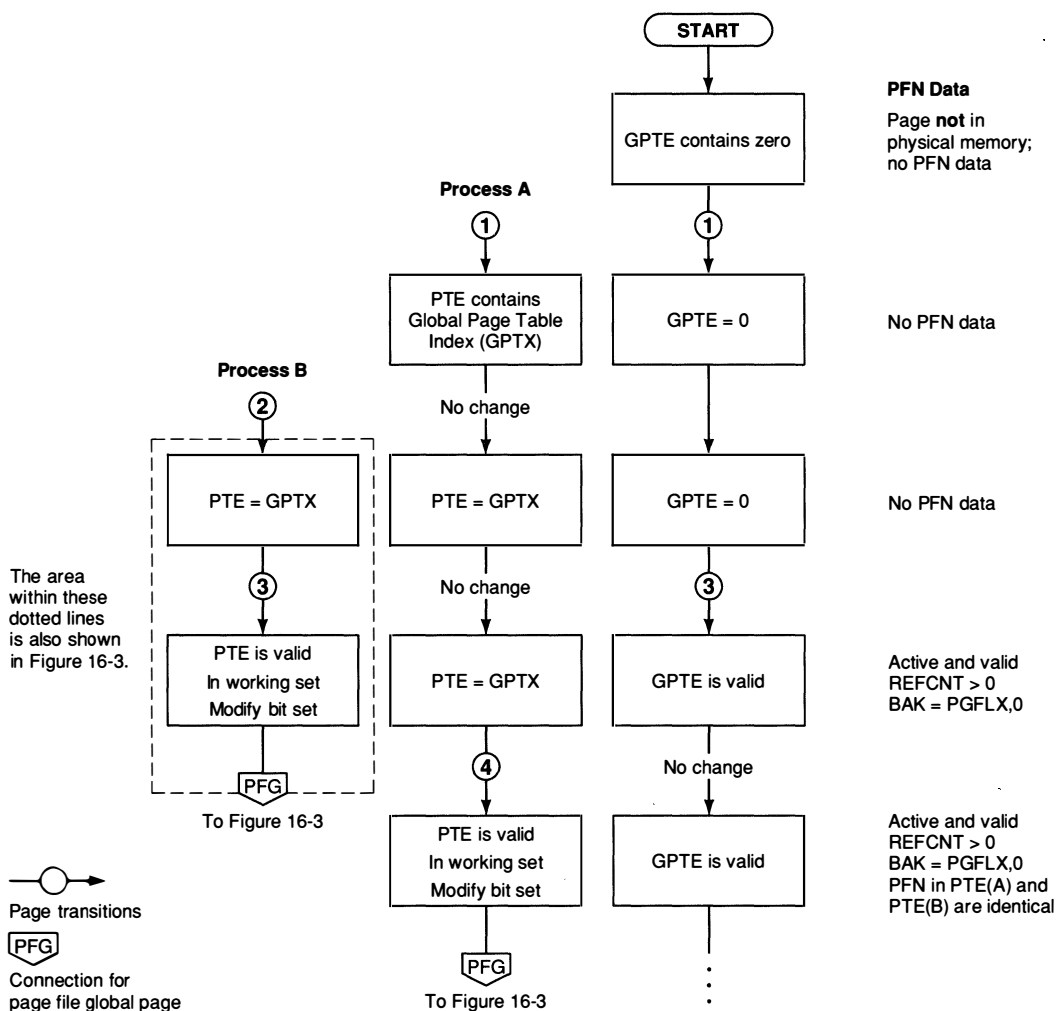 START
PFN Data
Page not in
physical memory;
no PFN data
GPTE contains zero
Process A
1
1
PTE contains
Global Page Table
Index (GPTX)
GPTE = 0
No PFN data
Process B
2
No change
PTE = GPTX
PTE = GPTX
GPTE = 0
No PFN data
The area
within these
dotted lines
is also shown
in Figure 16-3.
3
No change
3
PTE is valid
In working set
Modify bit set
PTE = GPTX
GPTE is valid
Active and valid
REFCNT > 0
BAK = PGFLX,0
PFG
To Figure 16-3
4
No change
PTE is valid
In working set
Modify bit set
GPTE is valid
Active and valid
REFCNT > 0
BAK = PGFLX,0
PFN in PTE(A) and
PTE(B) are identical
Page transitions
PFG
Connection for
page file global page
PFG
To Figure 16-3